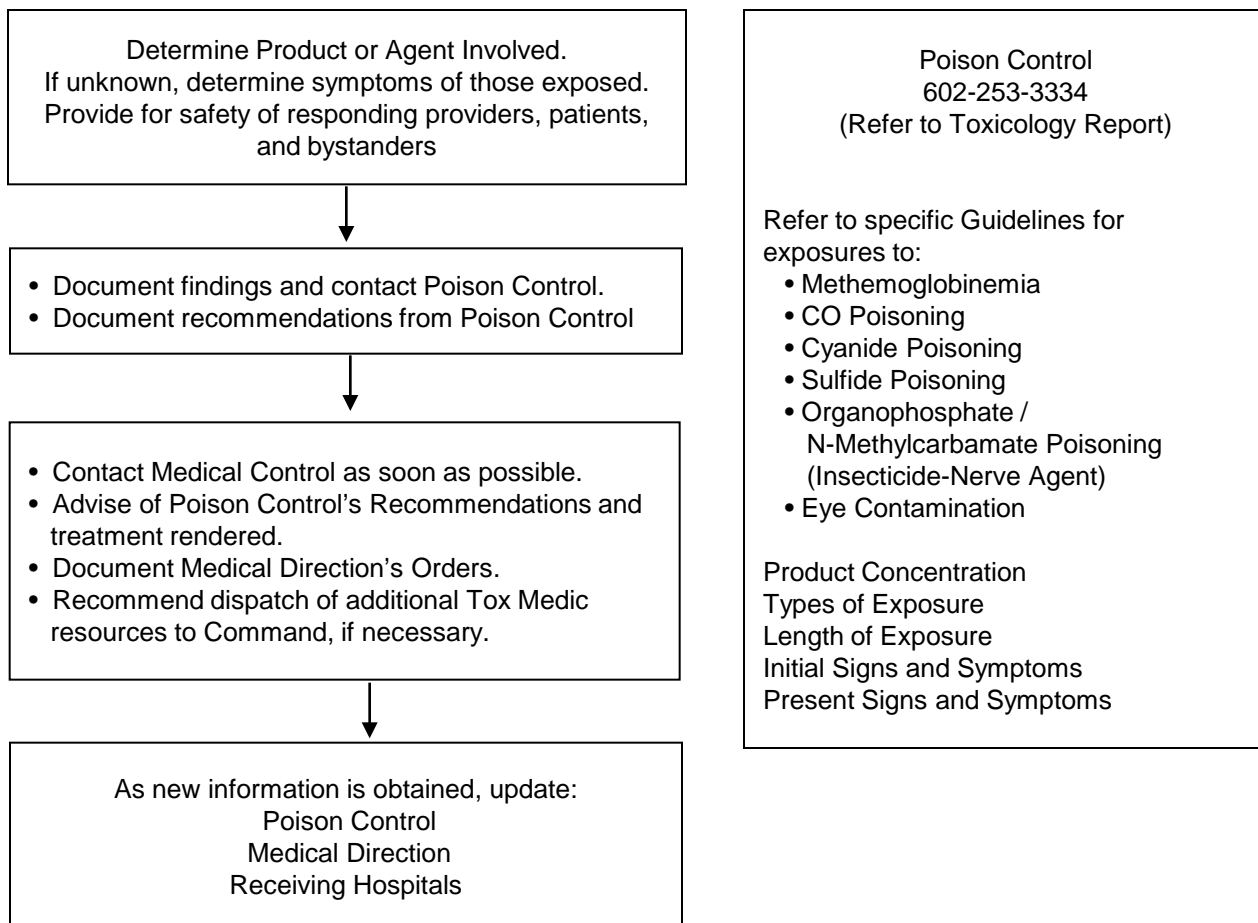 Determine Product or Agent Involved.
If unknown, determine symptoms of those exposed.
Provide for safety of responding providers, patients,
and bystanders
• Document findings and contact Poison Control.
• Document recommendations from Poison Control
• Contact Medical Control as soon as possible.
• Advise of Poison Control’s Recommendations and
treatment rendered.
• Document Medical Direction’s Orders.
• Recommend dispatch of additional Tox Medic
resources to Command, if necessary.
As new information is obtained, update:
Poison Control
Medical Direction
Receiving Hospitals
Poison Control
602-253-3334
(Refer to Toxicology Report)
Refer to specific Guidelines for
exposures to:
• Methemoglobinemia
• CO Poisoning
• Cyanide Poisoning
• Sulfide Poisoning
• Organophosphate /
N-Methylcarbamate Poisoning
(Insecticide-Nerve Agent)
• Eye Contamination
Product Concentration
Types of Exposure
Length of Exposure
Initial Signs and Symptoms
Present Signs and Symptoms